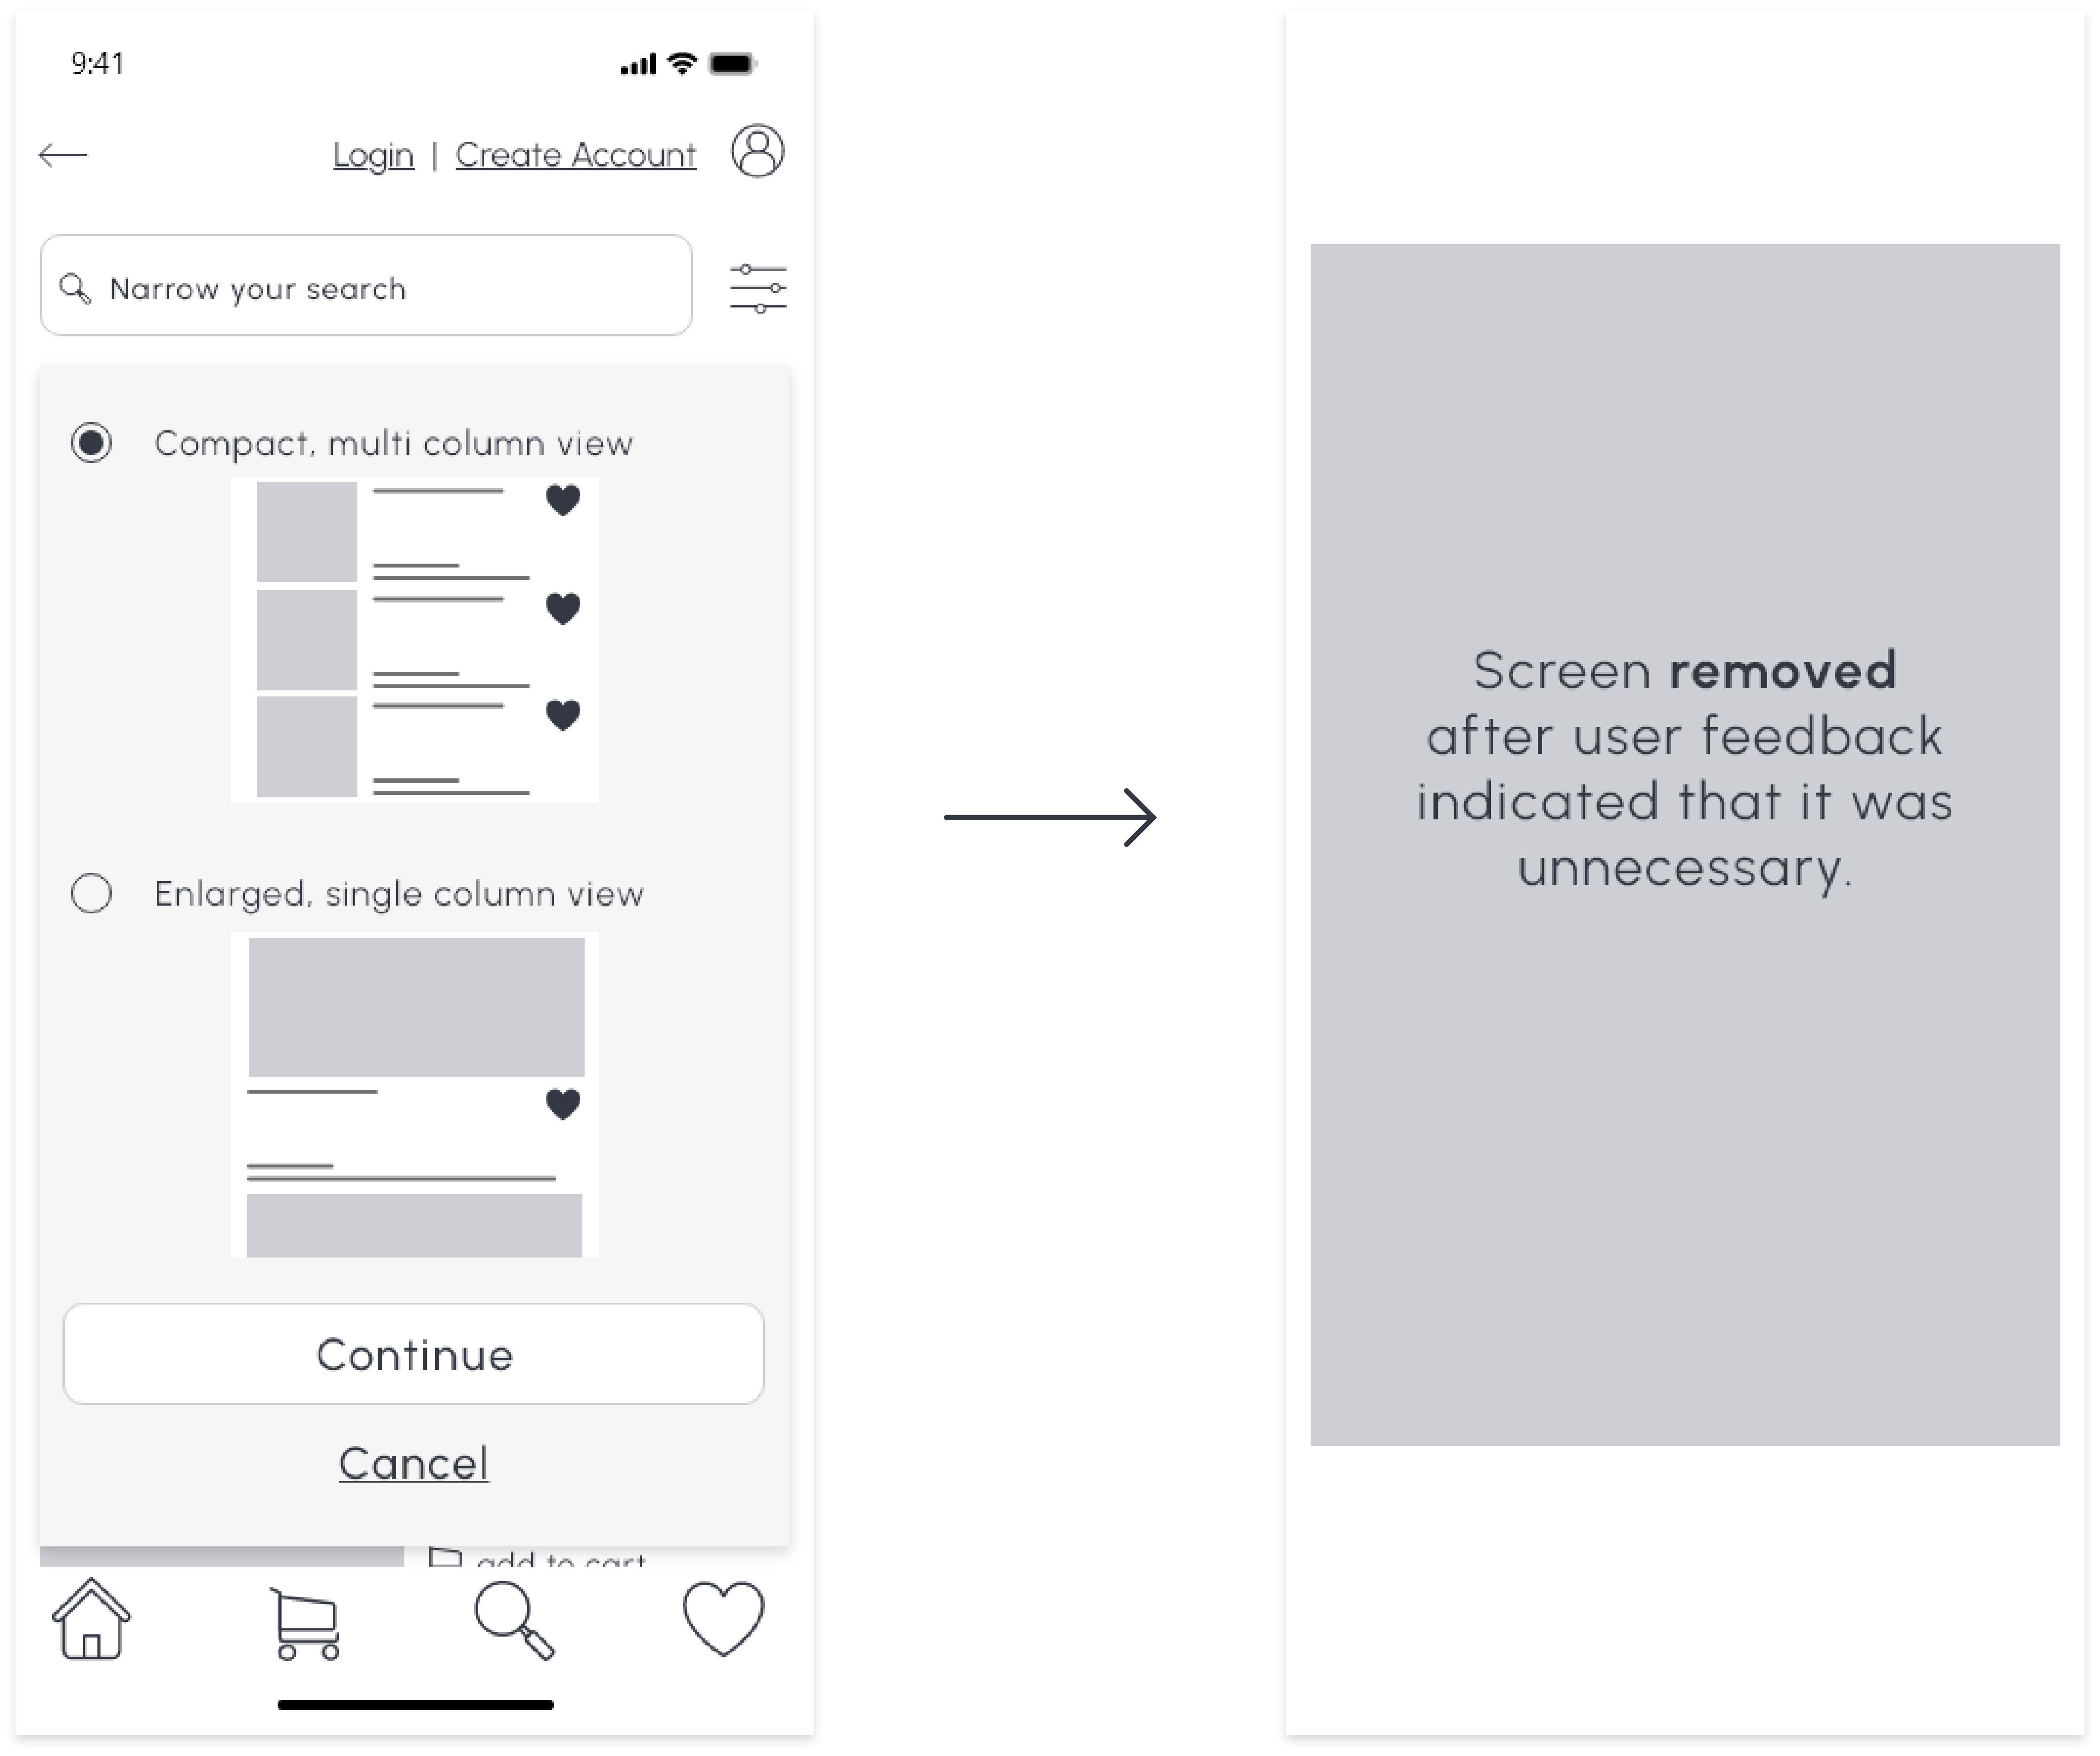 9:41
Login | Create Account
Narrow your search
Compact, multi column view
Enlarged, single column view
Continue
Cancel
add to cart
Screen removed
after user feedback
indicated that it was
unnecessary.